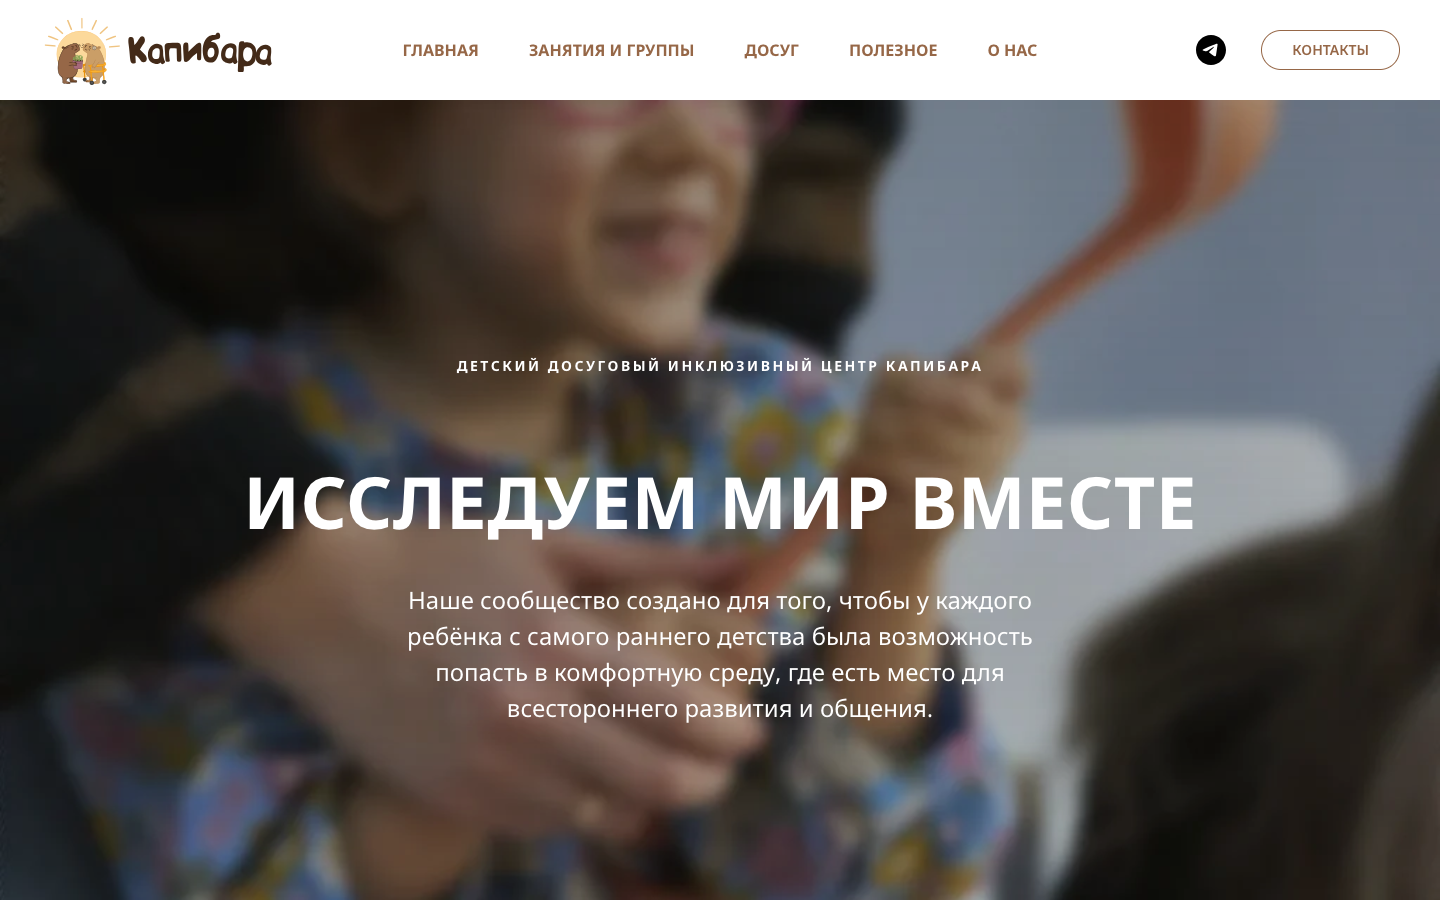 Капибара
ГЛАВНАЯ
ЗАНЯТИЯ И ГРУППЫ
ДОСУГ
ПОЛЕЗНОЕ
О НАС
КОНТАКТЫ
ДЕТСКИЙ ДОСУГОВЫЙ ИНКЛЮЗИВНЫЙ ЦЕНТР КАПИБАРА
ИССЛЕДУЕМ МИР ВМЕСТЕ
Наше сообщество создано для того, чтобы у каждого
ребёнка с самого раннего детства была возможность
попасть в комфортную среду, где есть место для
всестороннего развития и общения.